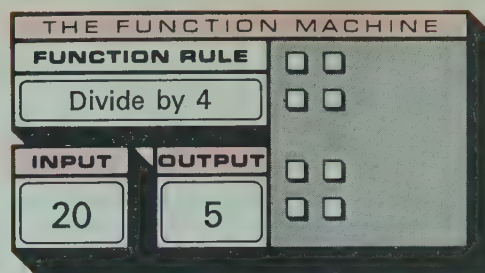 THE FUNCTION MACHINE
FUNCTION RULE
Divide by 4
INPUT OUTPUT
20 5